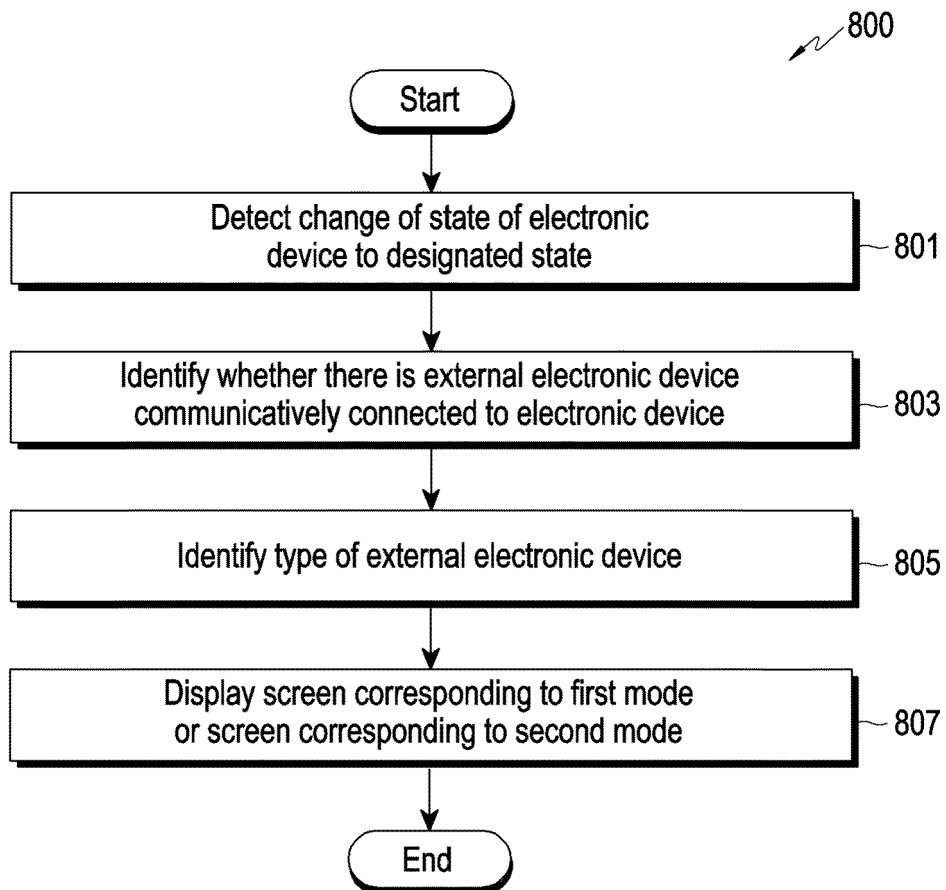 800
Start
Detect change of state of electronic
device to designated state
801
Identify whether there is external electronic device
communicatively connected to electronic device
803
Identify type of external electronic device
805
Display screen corresponding to first mode
or screen corresponding to second mode
807
End